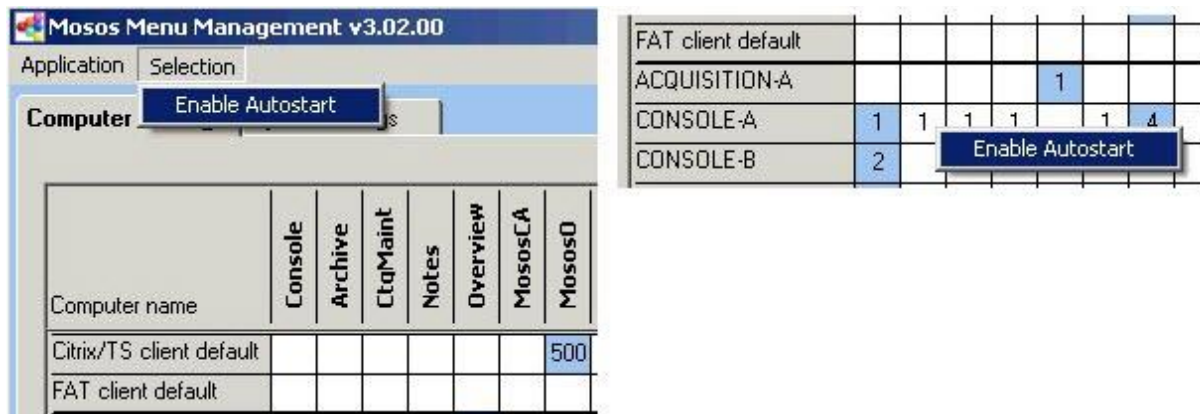 Mosos Menu Management v3.02.00
Application Selection
Enable Autostart
Computer
Computer name Console Archive CtqMaint Notes Overview MososCA MososO
Citrix/TS client default 500
FAT client default
FAT client default
ACQUISITION-A 1
CONSOLE-A 1 1 1 1 1 4
Enable Autostart
CONSOLE-B 2